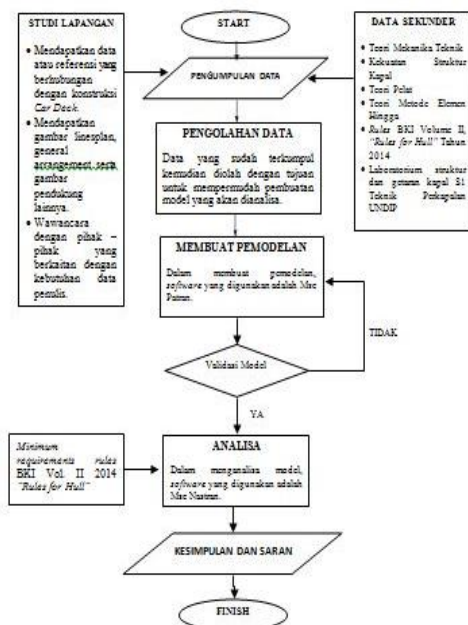 STUDI LAPANGAN
• Mendapatkan data
atau referensi yang
berhubungan
dengan konstruksi
Car Deck.
• Mendapatkan
gambar linesplan,
general
arrangement serta
gambar
pendukung
lainnya.
• Wawancara
dengan pihak –
pihak yang
berkaitan dengan
kebutuhan data
penulis.
START
PENGUMPULAN DATA
DATA SEKUNDER
• Teori Mekanika Teknik
• Kekuatan Struktur
Kapal
• Teori Pelat
• Teori Metode Elemen
Hingga
• Rules BKI Volume II,
"Rules for Hull" Tahun
2014
• Laboratorium struktur
dan getaran kapal S1
Teknik Perkapalan
UNDIP
PENGOLAHAN DATA
Data yang sudah terkumpul
kemudian diolah dengan tujuan
untuk mempermudah pembuatan
model yang akan dianalisa.
MEMBUAT PEMODELAN
Dalam membuat pemodelan,
software yang digunakan adalah Msc
Patran.
TIDAK
Validasi Model
YA
Minimum
requirements rules
BKI Vol. II 2014
"Rules for Hull"
ANALISA
Dalam menganalisa model,
software yang digunakan adalah
Msc Nastran.
KESIMPULAN DAN SARAN
FINISH